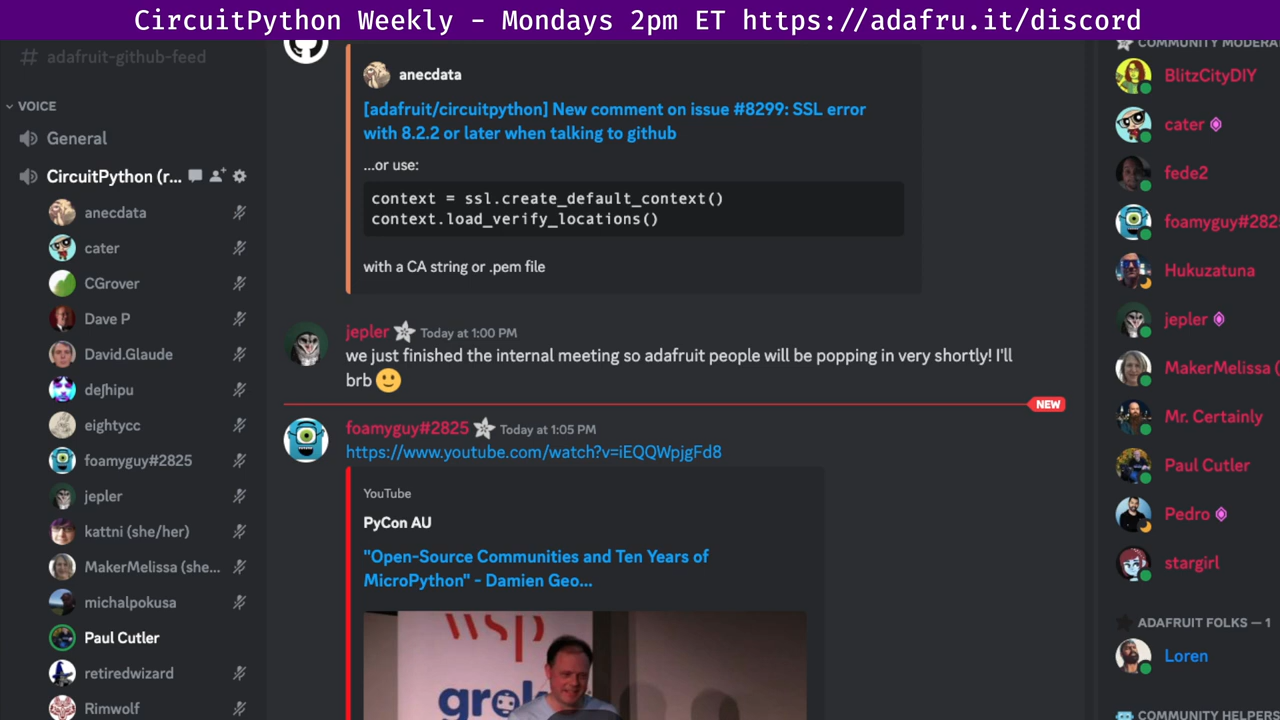 CircuitPython Weekly - Mondays 2pm ET https://adafru.it/discord
# adafruit-github-feed
VOICE
General
CircuitPython (r...
anecdata
cater
CGrover
Dave P
David.Glaude
deʃhipu
eightycc
foamyguy#2825
jepler
kattni (she/her)
MakerMelissa (she...
michalpokusa
Paul Cutler
retiredwizard
Rimwolf
anecdata
[adafruit/circuitpython] New comment on issue #8299: SSL error
with 8.2.2 or later when talking to github
...or use:
context = ssl.create_default_context()
context.load_verify_locations()
with a CA string or .pem file
jepler Today at 1:00 PM
we just finished the internal meeting so adafruit people will be popping in very shortly! I'll
brb 🙂
NEW
foamyguy#2825 Today at 1:05 PM
https://www.youtube.com/watch?v=iEQQWpjgFd8
YouTube
PyCon AU
"Open-Source Communities and Ten Years of
MicroPython" - Damien Geo...
wsp
grok
COMMUNITY MODERA
BlitzCityDIY
cater
fede2
foamyguy#282
Hukuzatuna
jepler
MakerMelissa (
Mr. Certainly
Paul Cutler
Pedro
stargirl
ADAFRUIT FOLKS — 1
Loren
COMMUNITY HELPERS